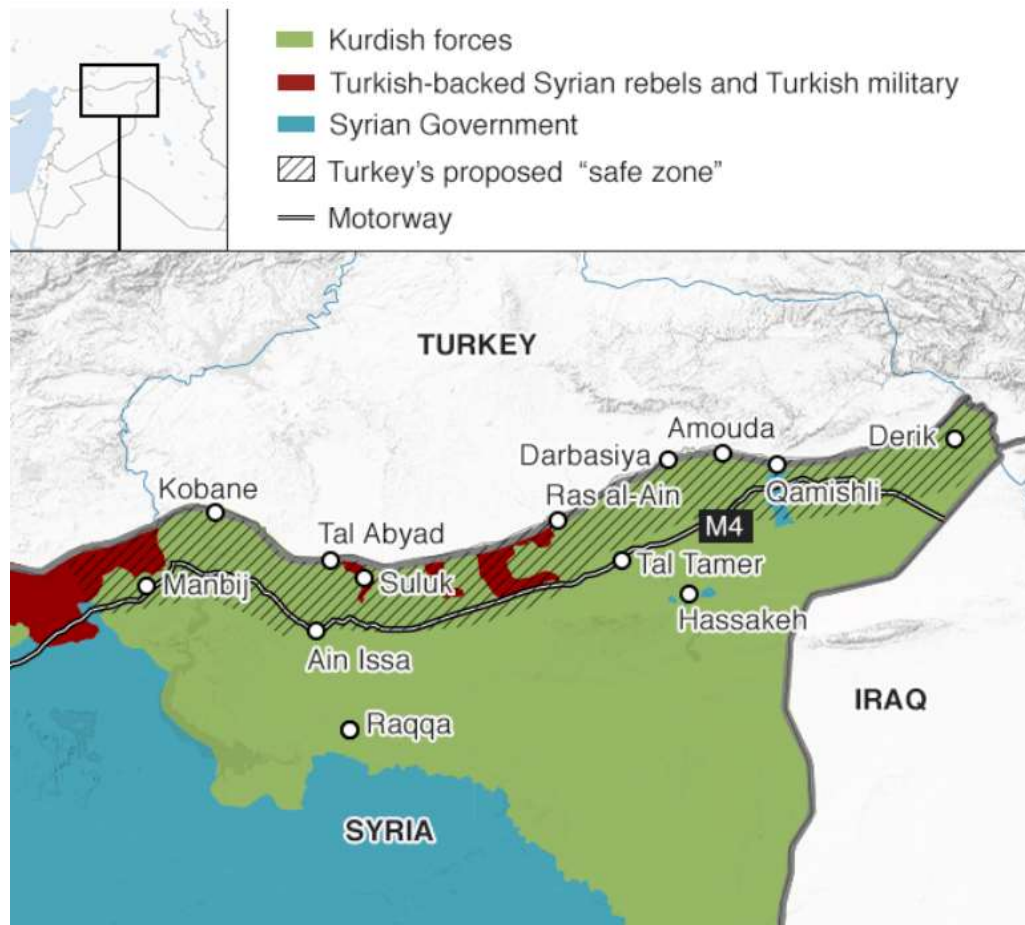 Kurdish forces
Turkish-backed Syrian rebels and Turkish military
Syrian Government
Turkey's proposed “safe zone”
Motorway
TURKEY
Amouda
Derik
Darbasiya
Kobane
Ras al-Ain
Qamishli
Tal Abyad
M4
Manbij
Suluk
Tal Tamer
Hassakeh
Ain Issa
IRAQ
Raqqa
SYRIA